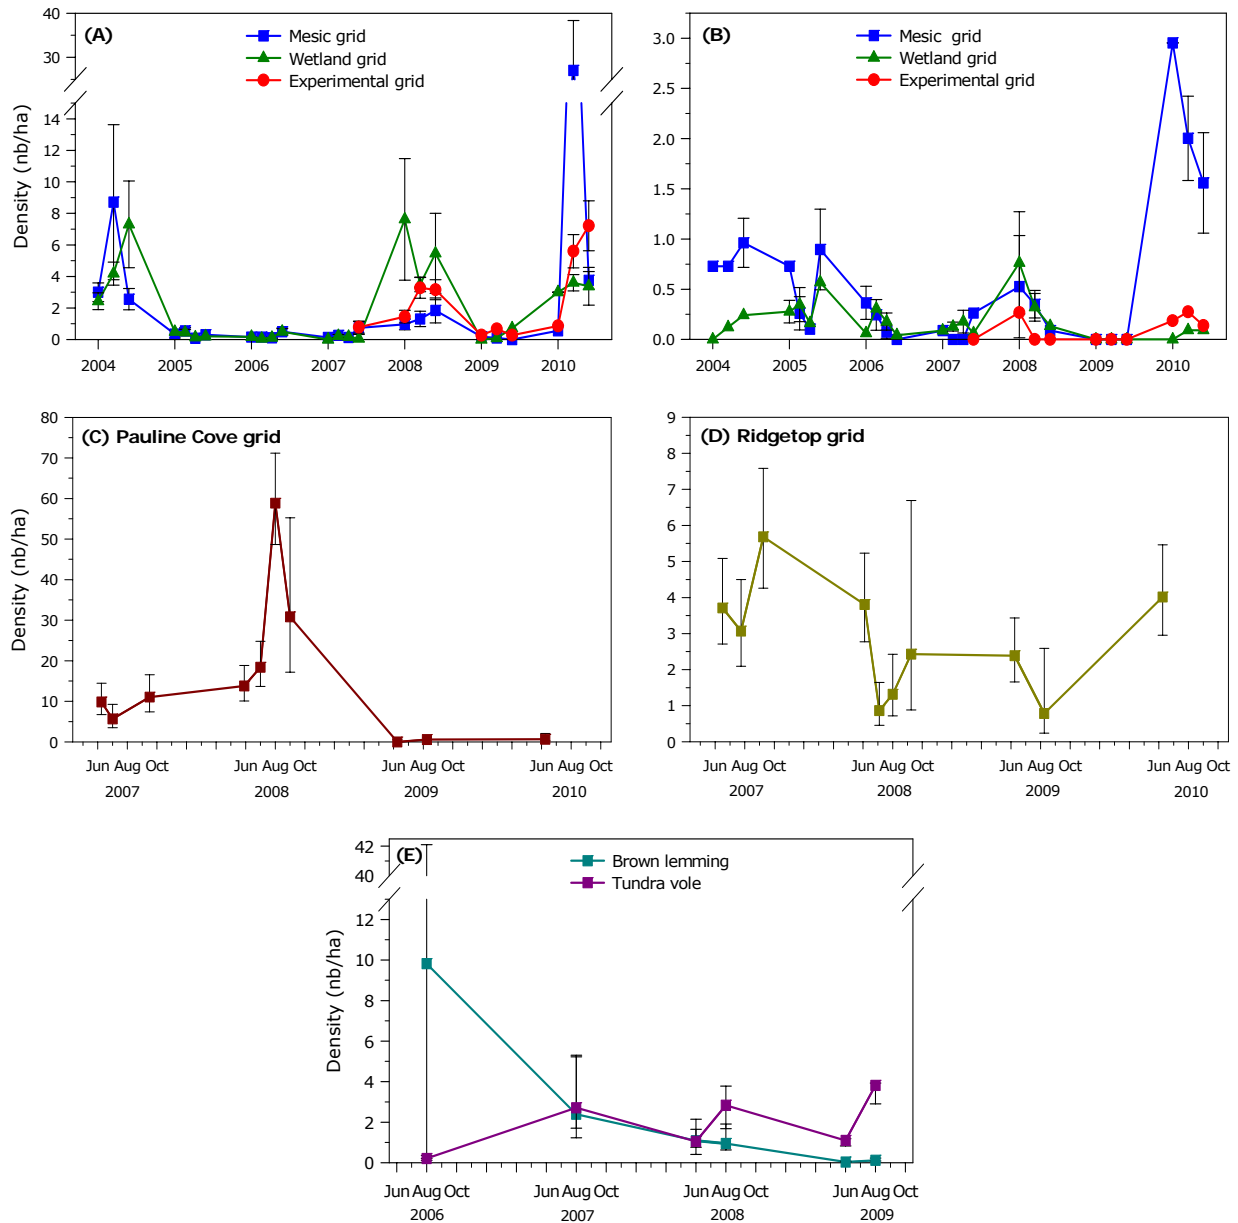 (A)
Mesic grid
Wetland grid
Experimental grid
Density (nb/ha)
40
30
14
12
10
8
6
4
2
0
2004 2005 2006 2007 2008 2009 2010
(B)
Mesic grid
Wetland grid
Experimental grid
3.0
2.5
2.0
1.5
1.0
0.5
0.0
2004 2005 2006 2007 2008 2009 2010
(C) Pauline Cove grid
Density (nb/ha)
80
70
60
50
40
30
20
10
0
Jun Aug Oct Jun Aug Oct Jun Aug Oct Jun Aug Oct
2007 2008 2009 2010
(D) Ridgetop grid
9
8
7
6
5
4
3
2
1
0
Jun Aug Oct Jun Aug Oct Jun Aug Oct Jun Aug Oct
2007 2008 2009 2010
(E)
Brown lemming
Tundra vole
Density (nb/ha)
42
40
12
10
8
6
4
2
0
Jun Aug Oct Jun Aug Oct Jun Aug Oct Jun Aug Oct
2006 2007 2008 2009